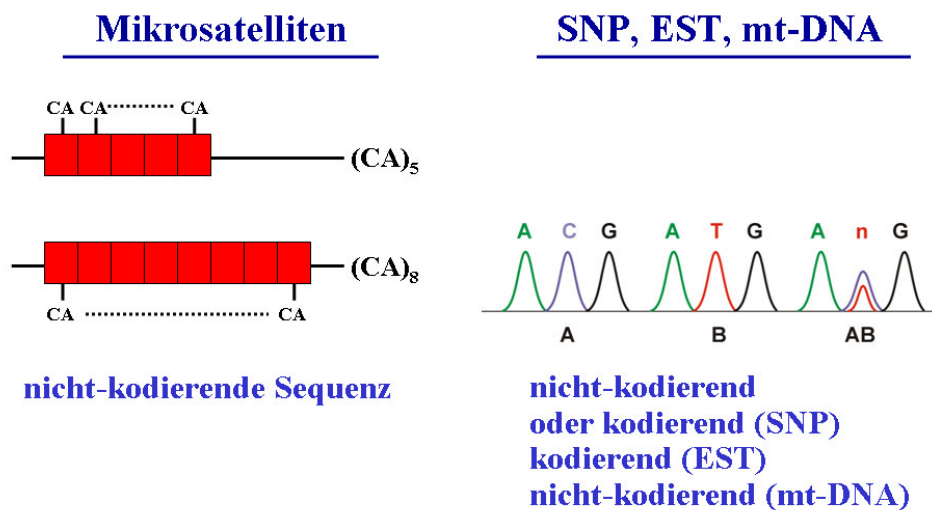 Mikrosatelliten
CA CA CA
(CA)5
(CA)8
CA CA
nicht-kodierende Sequenz
SNP, EST, mt-DNA
A C G A T G A n G
A B AB
nicht-kodierend
oder kodierend (SNP)
kodierend (EST)
nicht-kodierend (mt-DNA)